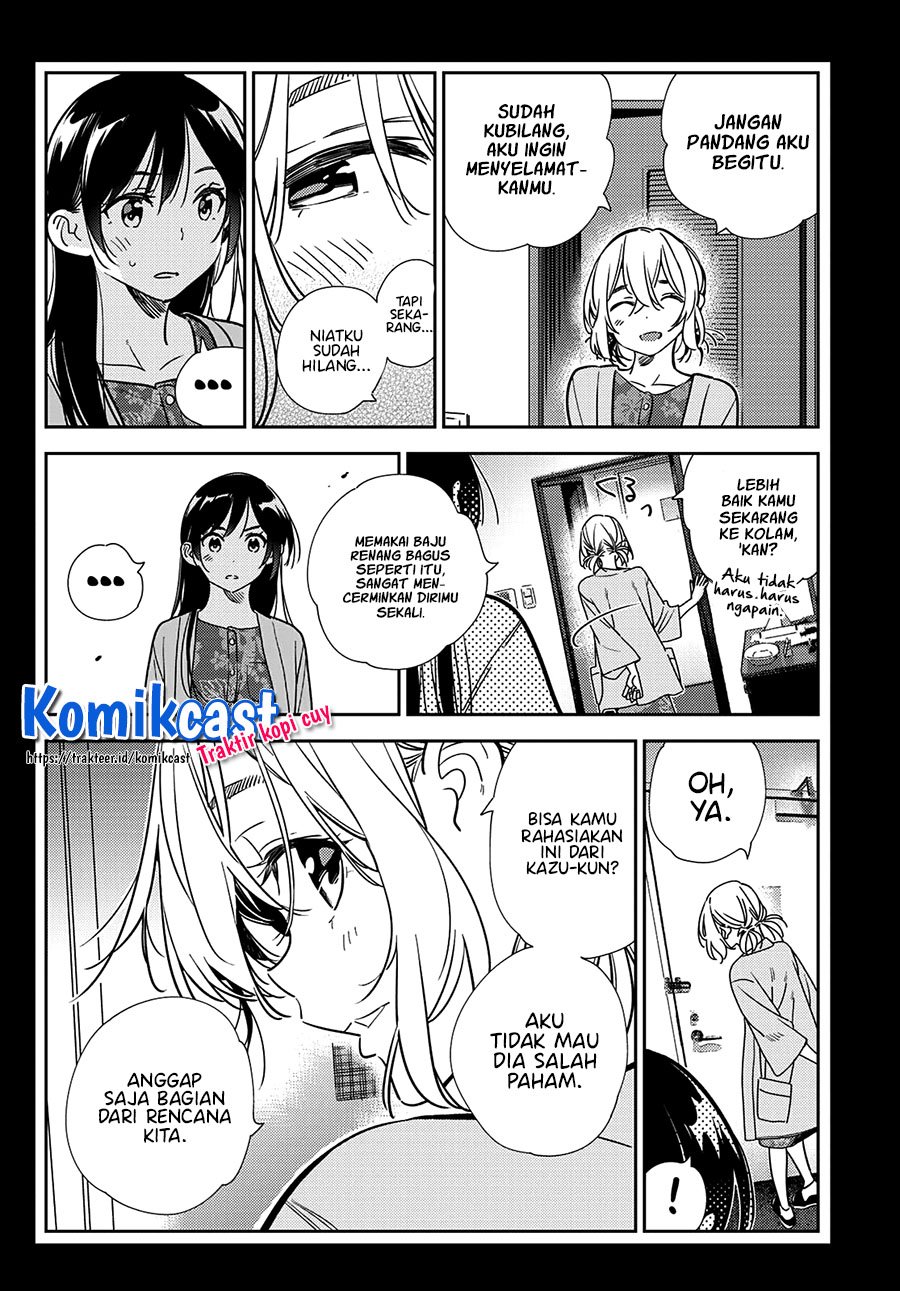 JANGAN
PANDANG AKU
BEGITU.
SUDAH
KUBILANG,
AKU INGIN
MENYELAMAT-
KANMU.
TAPI
SEKA-
RANG...
NIATKU
SUDAH
HILANG...
...
LEBIH
BAIK KAMU
SEKARANG
KE KOLAM,
'KAN?
Aku tidak
harus harus
ngapain.
くるっ
MEMAKAI BAJU
RENANG BAGUS
SEPERTI ITU,
SANGAT MEN-
CERMINKAN DIRIMU
SEKALI.
...
Komikcast
Traktir kopi cuy
https://trakteer.id/komikcast
OH,
YA.
!
BISA KAMU
RAHASIAKAN
INI DARI
KAZU-KUN?
AKU
TIDAK MAU
DIA SALAH
PAHAM.
ANGGAP
SAJA BAGIAN
DARI RENCANA
KITA.